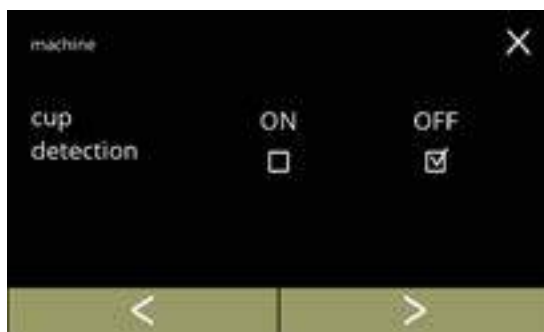 machine
X
cup
detection
ON
OFF
<
>